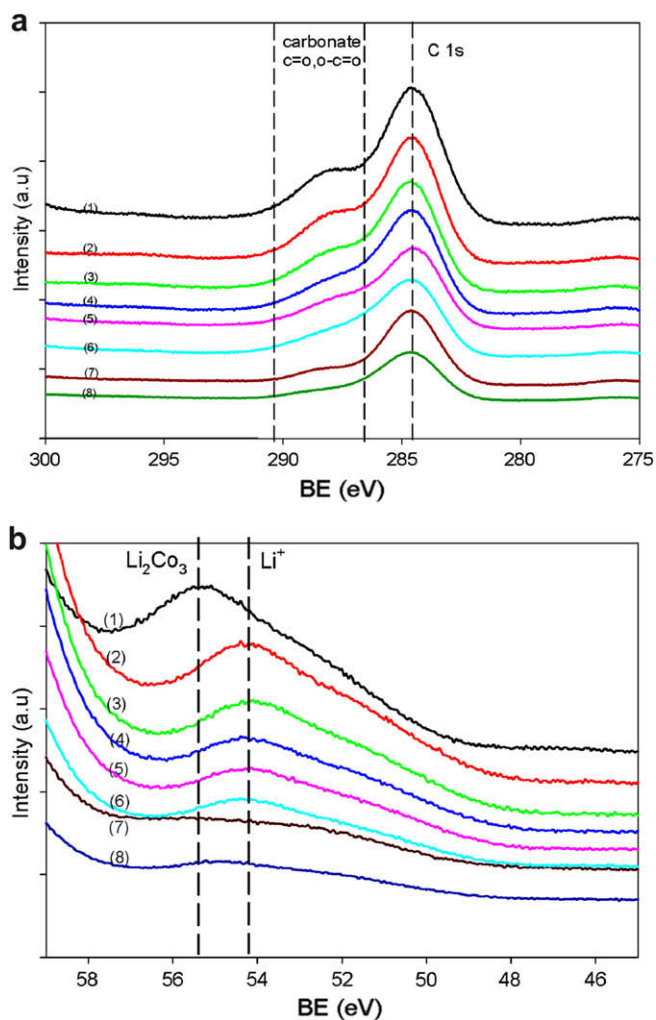 a
carbonate
c=o,o-c=o
C 1s
Intensity (a.u)
(1)
(2)
(3)
(4)
(5)
(6)
(7)
(8)
300 295 290 285 280 275
BE (eV)
b
Li2Co3
Li+
Intensity (a.u)
(1)
(2)
(3)
(4)
(5)
(6)
(7)
(8)
58 56 54 52 50 48 46
BE (eV)